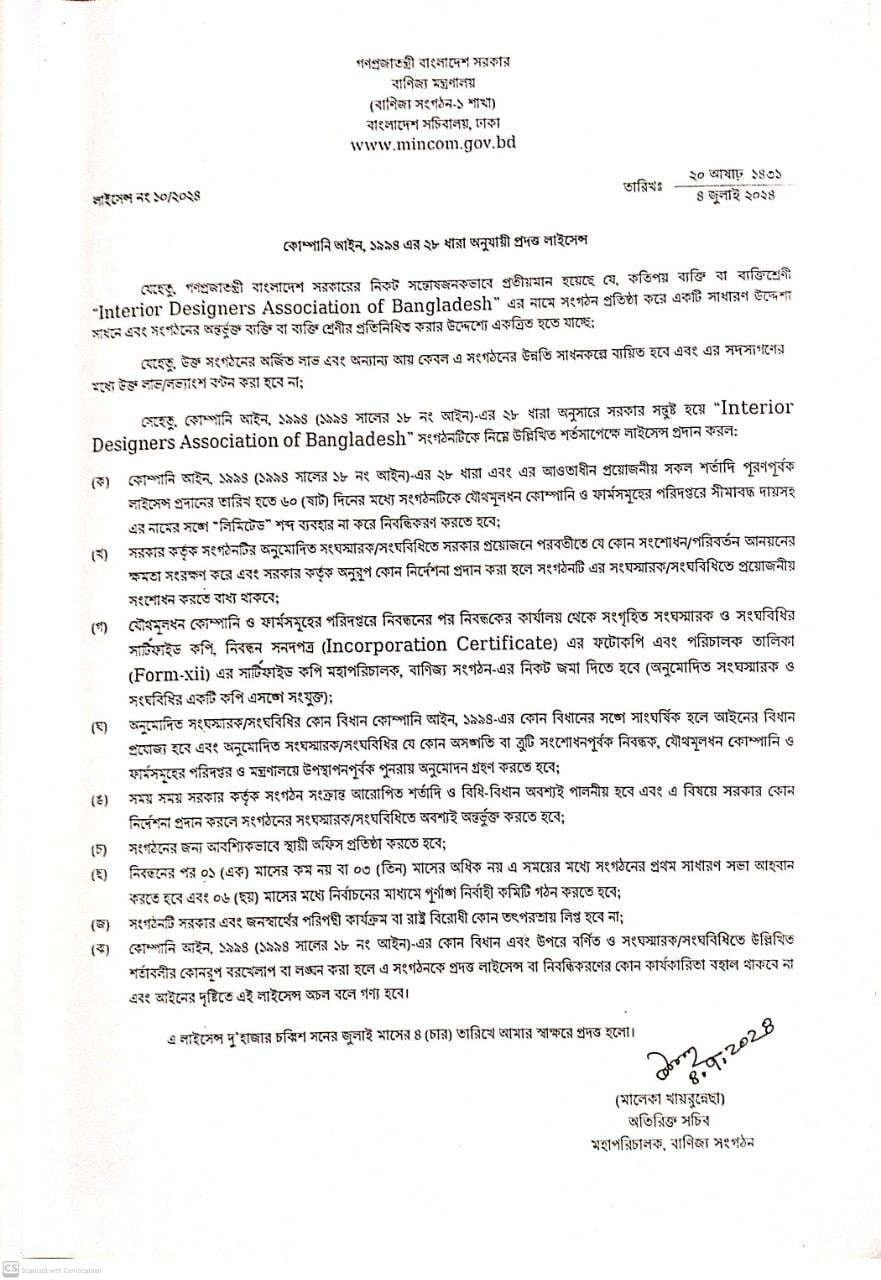 গণপ্রজাতন্ত্রী বাংলাদেশ সরকার
বাণিজ্য মন্ত্রণালয়
(বাণিজ্য সংগঠন-১ শাখা)
বাংলাদেশ সচিবালয়, ঢাকা
www.mincom.gov.bd
লাইসেন্স নং ১০/২০২৪
তারিখঃ ২০ আষাঢ় ১৪৩১
৪ জুলাই ২০২৪
কোম্পানি আইন, ১৯৯৪ এর ২৮ ধারা অনুযায়ী প্রদত্ত লাইসেন্স
যেহেতু, গণপ্রজাতন্ত্রী বাংলাদেশ সরকারের নিকট সন্তোষজনকভাবে প্রতীয়মান হয়েছে যে, কতিপয় ব্যক্তি বা ব্যক্তিশ্রেণী
“Interior Designers Association of Bangladesh” এর নামে সংগঠন প্রতিষ্ঠা করে একটি সাধারণ উদ্দেশ্য
সাধনে এবং সংগঠনের অন্তর্ভুক্ত ব্যক্তি বা ব্যক্তি শ্রেণীর প্রতিনিধিত্ব করার উদ্দেশ্যে একত্রিত হতে যাচ্ছে;
যেহেতু, উক্ত সংগঠনের অর্জিত লাভ এবং অন্যান্য আয় কেবল এ সংগঠনের উন্নতি সাধনকল্পে ব্যয়িত হবে এবং এর সদস্যগণের
মধ্যে উক্ত লাভ/লভ্যাংশ বণ্টন করা হবে না;
সেহেতু, কোম্পানি আইন, ১৯৯৪ (১৯৯৪ সালের ১৮ নং আইন)-এর ২৮ ধারা অনুসারে সরকার সন্তুষ্ট হয়ে “Interior
Designers Association of Bangladesh” সংগঠনটিকে নিম্নে উল্লিখিত শর্তসাপেক্ষে লাইসেন্স প্রদান করল:
(ক) কোম্পানি আইন, ১৯৯৪ (১৯৯৪ সালের ১৮ নং আইন)-এর ২৮ ধারা এবং এর আওতাধীন প্রয়োজনীয় সকল শর্তাদি পূরণপূর্বক
লাইসেন্স প্রদানের তারিখ হতে ৬০ (ষাট) দিনের মধ্যে সংগঠনটিকে যৌথমূলধন কোম্পানি ও ফার্মসমূহের পরিদপ্তরে সীমাবদ্ধ দায়সহ
এর নামের সঙ্গে “লিমিটেড” শব্দ ব্যবহার না করে নিবন্ধিকরণ করতে হবে;
(খ) সরকার কর্তৃক সংগঠনটির অনুমোদিত সংঘস্মারক/সংঘবিধিতে সরকার প্রয়োজনে পরবর্তীতে যে কোন সংশোধন/পরিবর্তন আনয়নের
ক্ষমতা সংরক্ষণ করে এবং সরকার কর্তৃক অনুরূপ কোন নির্দেশনা প্রদান করা হলে সংগঠনটি এর সংঘস্মারক/সংঘবিধিতে প্রয়োজনীয়
সংশোধন করতে বাধ্য থাকবে;
(গ) যৌথমূলধন কোম্পানি ও ফার্মসমূহের পরিদপ্তরে নিবন্ধনের পর নিবন্ধকের কার্যালয় থেকে সংগৃহিত সংঘস্মারক ও সংঘবিধির
সার্টিফাইড কপি, নিবন্ধন সনদপত্র (Incorporation Certificate) এর ফটোকপি এবং পরিচালক তালিকা
(Form-xii) এর সার্টিফাইড কপি মহাপরিচালক, বাণিজ্য সংগঠন-এর নিকট জমা দিতে হবে (অনুমোদিত সংঘস্মারক ও
সংঘবিধির একটি কপি এসঙ্গে সংযুক্ত);
(ঘ) অনুমোদিত সংঘস্মারক/সংঘবিধির কোন বিধান কোম্পানি আইন, ১৯৯৪-এর কোন বিধানের সঙ্গে সাংঘর্ষিক হলে আইনের বিধান
প্রযোজ্য হবে এবং অনুমোদিত সংঘস্মারক/সংঘবিধির যে কোন অসঙ্গতি বা ত্রুটি সংশোধনপূর্বক নিবন্ধক, যৌথমূলধন কোম্পানি ও
ফার্মসমূহের পরিদপ্তর ও মন্ত্রণালয়ে উপস্থাপনপূর্বক পুনরায় অনুমোদন গ্রহণ করতে হবে;
(ঙ) সময় সময় সরকার কর্তৃক সংগঠন সংক্রান্ত আরোপিত শর্তাদি ও বিধি-বিধান অবশ্যই পালনীয় হবে এবং এ বিষয়ে সরকার কোন
নির্দেশনা প্রদান করলে সংগঠনের সংঘস্মারক/সংঘবিধিতে অবশ্যই অন্তর্ভুক্ত করতে হবে;
(চ) সংগঠনের জন্য আবশ্যিকভাবে স্থায়ী অফিস প্রতিষ্ঠা করতে হবে;
(ছ) নিবন্ধনের পর ০১ (এক) মাসের কম নয় বা ০৩ (তিন) মাসের অধিক নয় এ সময়ের মধ্যে সংগঠনের প্রথম সাধারণ সভা আহবান
করতে হবে এবং ০৬ (ছয়) মাসের মধ্যে নির্বাচনের মাধ্যমে পূর্ণাঙ্গ নির্বাহী কমিটি গঠন করতে হবে;
(জ) সংগঠনটি সরকার এবং জনস্বার্থের পরিপন্থী কার্যক্রম বা রাষ্ট্র বিরোধী কোন তৎপরতায় লিপ্ত হবে না;
(ঝ) কোম্পানি আইন, ১৯৯৪ (১৯৯৪ সালের ১৮ নং আইন)-এর কোন বিধান এবং উপরে বর্ণিত ও সংঘস্মারক/সংঘবিধিতে উল্লিখিত
শর্তাবলীর কোনরূপ বরখেলাপ বা লঙ্ঘন করা হলে এ সংগঠনকে প্রদত্ত লাইসেন্স বা নিবন্ধিকরণের কোন কার্যকারিতা বহাল থাকবে না
এবং আইনের দৃষ্টিতে এই লাইসেন্স অচল বলে গণ্য হবে।
এ লাইসেন্স দু'হাজার চব্বিশ সনের জুলাই মাসের ৪ (চার) তারিখে আমার স্বাক্ষরে প্রদত্ত হলো।
৪.৭.২০২৪
(মালেকা খায়রুন্নেছা)
অতিরিক্ত সচিব
মহাপরিচালক, বাণিজ্য সংগঠন
CS Scanned with CamScanner